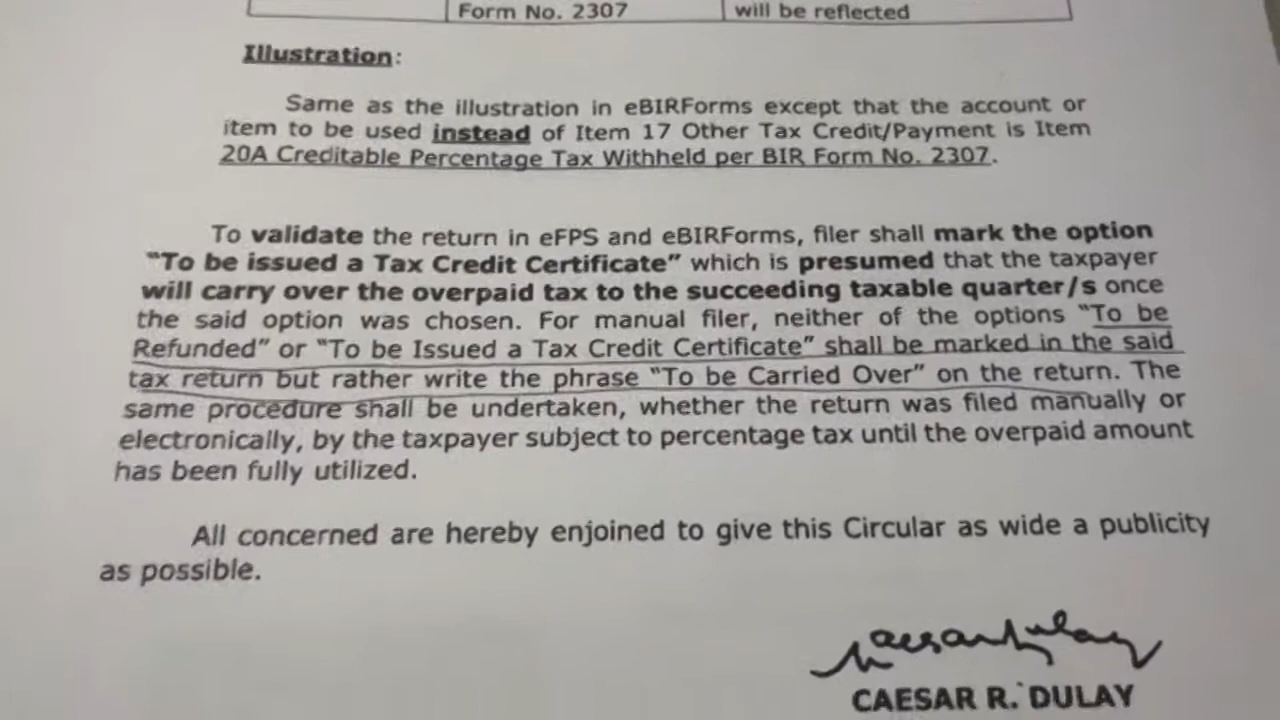 Form No. 2307
will be reflected
Illustration:
Same as the illustration in eBIRForms except that the account or
item to be used instead of Item 17 Other Tax Credit/Payment is Item
20A Creditable Percentage Tax Withheld per BIR Form No. 2307.
To validate the return in eFPS and eBIRForms, filer shall mark the option
"To be issued a Tax Credit Certificate" which is presumed that the taxpayer
will carry over the overpaid tax to the succeeding taxable quarter/s once
the said option was chosen. For manual filer, neither of the options "To be
Refunded" or "To be Issued a Tax Credit Certificate" shall be marked in the said
tax return but rather write the phrase "To be Carried Over" on the return. The
same procedure shall be undertaken, whether the return was filed manually or
electronically, by the taxpayer subject to percentage tax until the overpaid amount
has been fully utilized.
All concerned are hereby enjoined to give this Circular as wide a publicity
as possible.
Caesar Dulay
CAESAR R. DULAY